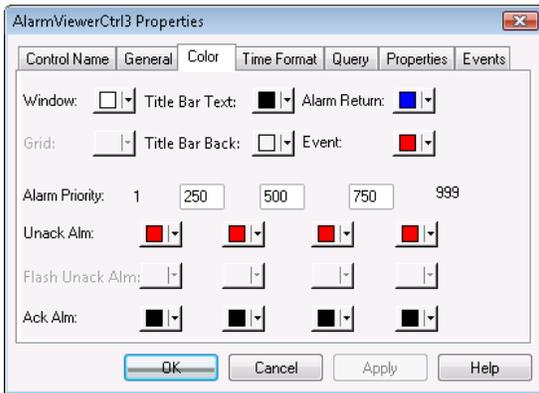 AlarmViewerCtrl3 Properties
Control Name General Color Time Format Query Properties Events
Window: Title Bar Text: Alarm Return:
Grid: Title Bar Back: Event:
Alarm Priority: 1 250 500 750 999
Unack Alm:
Flash Unack Alm:
Ack Alm:
OK Cancel Apply Help